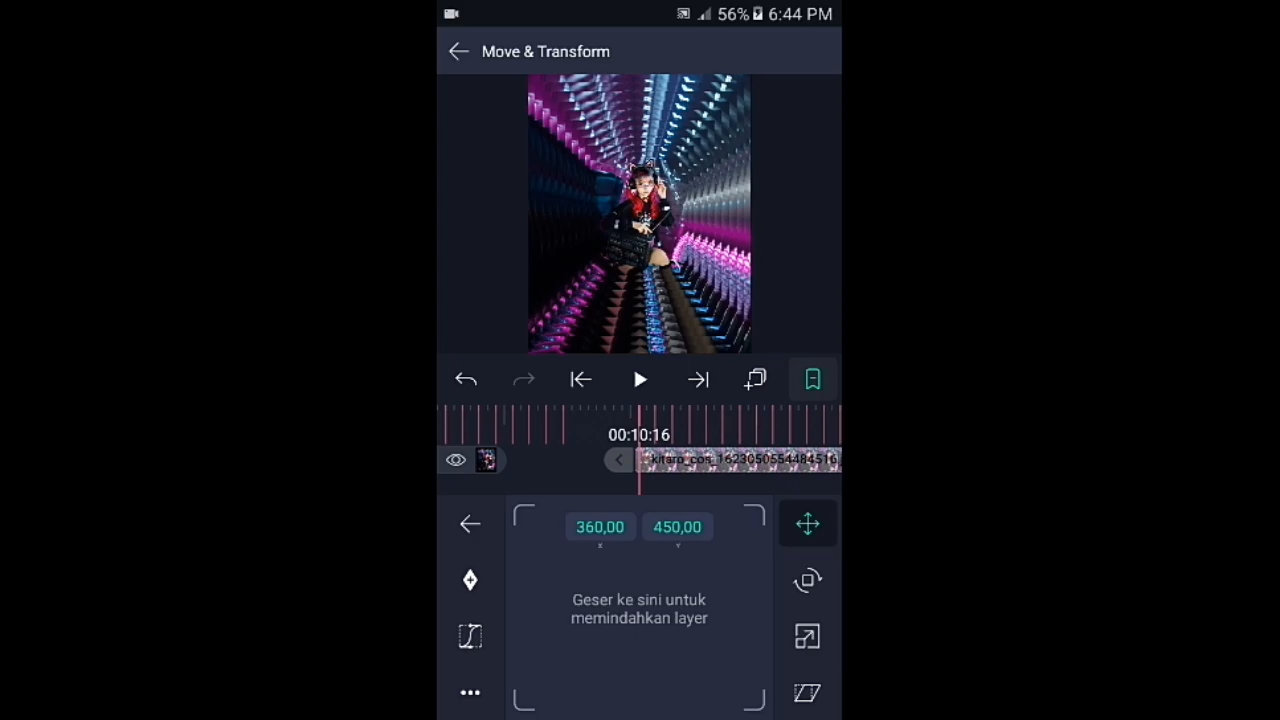 56% 6:44 PM
Move & Transform
00:10:16
kitaro_cos_1623050554484516
360,00 450,00
X Y
Geser ke sini untuk
memindahkan layer